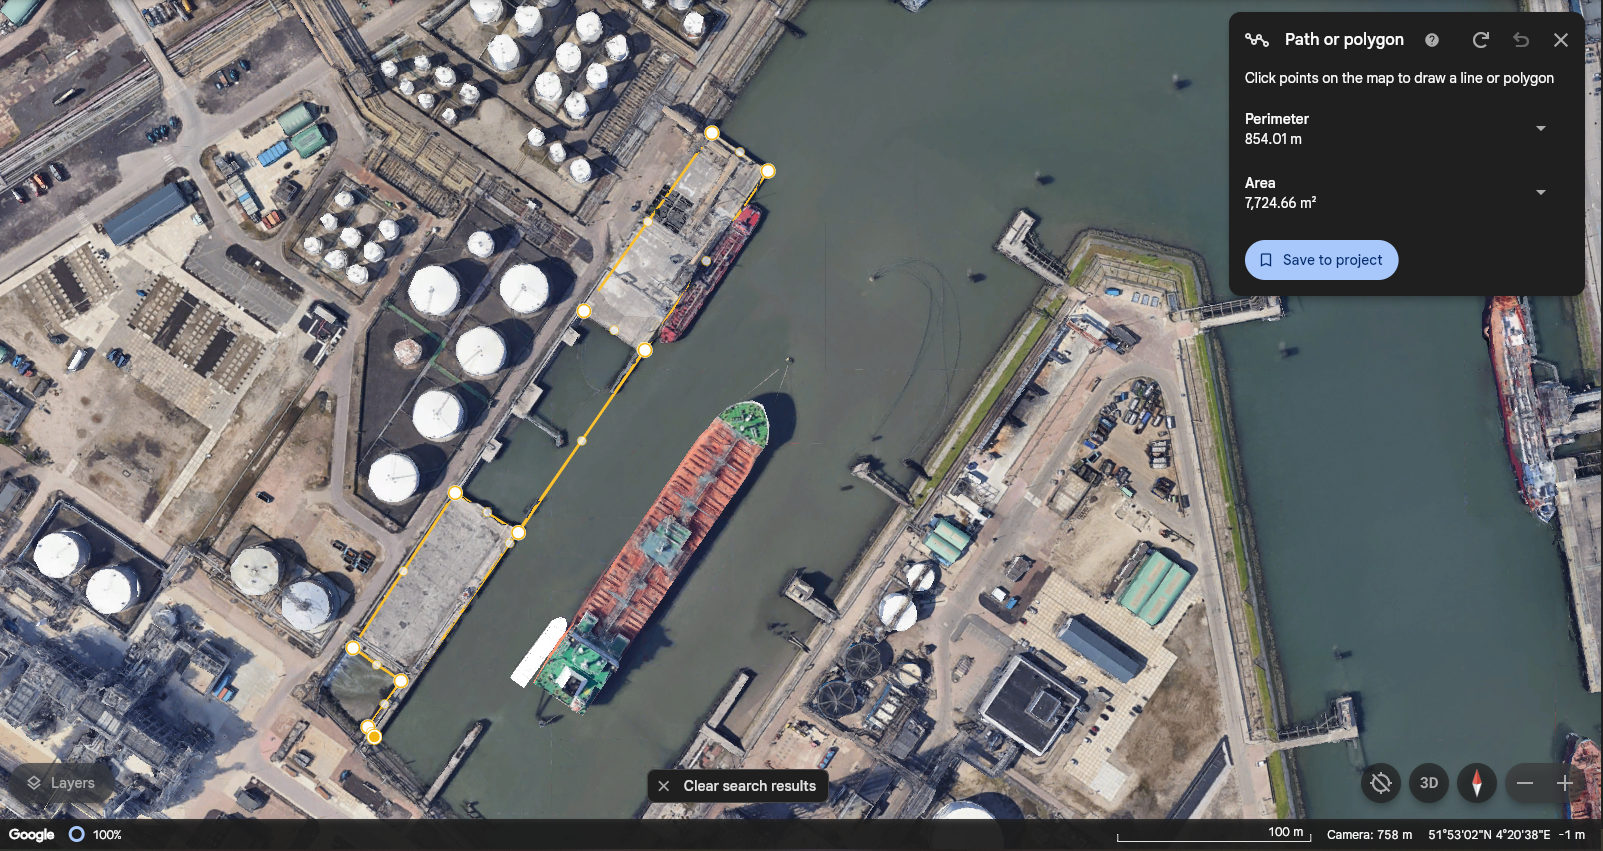 Path or polygon
Click points on the map to draw a line or polygon
Perimeter
854.01 m
Area
7,724.66 m²
Save to project
Layers
Clear search results
3D
Google 100%
100 m Camera: 758 m 51°53'02"N 4°20'38"E -1 m